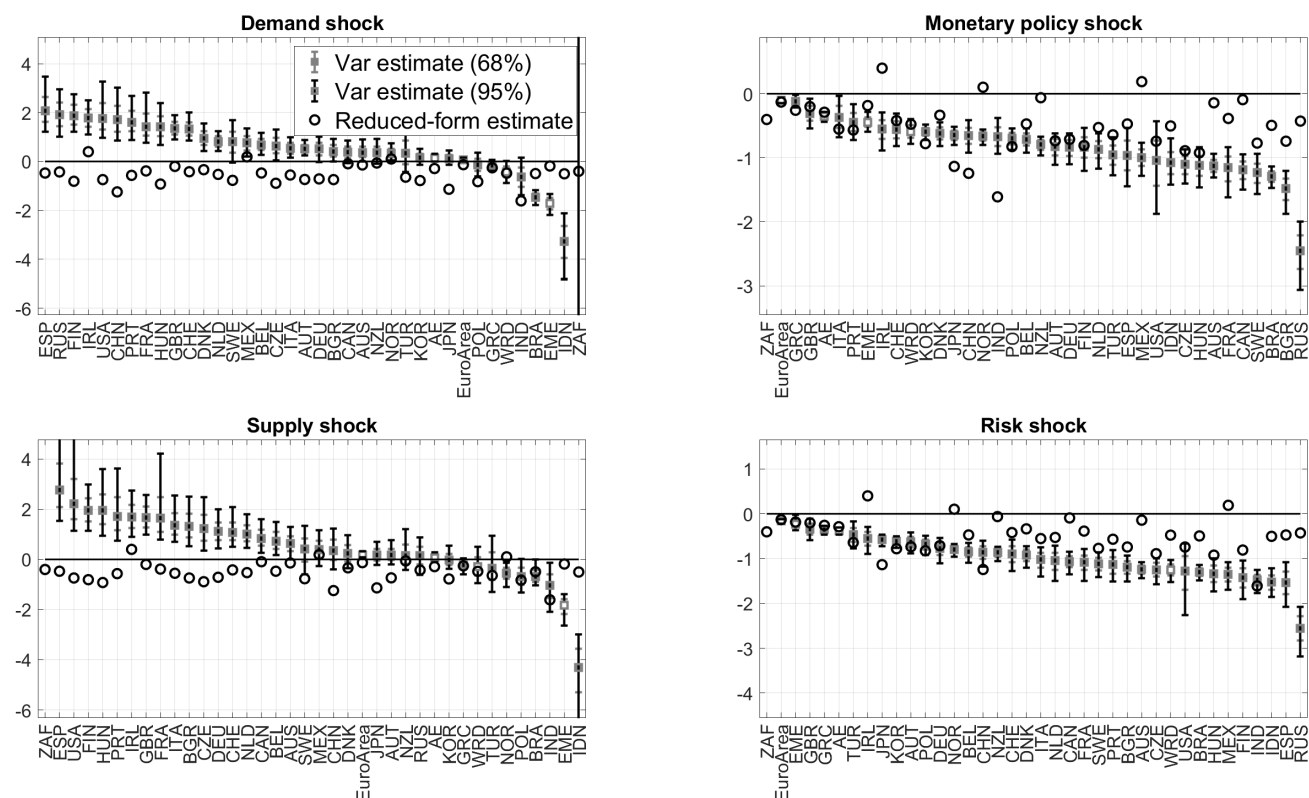 Demand shock
4
2
0
-2
-4
-6
Var estimate (68%)
Var estimate (95%)
Reduced-form estimate
ESP
RUS
FIN
IRL
USA
CHN
PRT
FRA
HUN
GBR
CHE
DNK
NLD
SWE
MEX
BEL
CZE
ITA
AUT
DEU
BGR
CAN
AUS
NZL
NOR
TUR
KOR
AE
JPN
EuroArea
POL
GRC
WRD
IND
BRA
EME
IDN
ZAF
Monetary policy shock
0
-1
-2
-3
ZAF
EuroArea
GRC
GBR
AE
ITA
PRT
EME
IRL
CHE
WRD
KOR
DNK
JPN
CHN
NOR
IND
POL
BEL
NZL
AUT
DEU
FIN
NLD
TUR
ESP
MEX
USA
IDN
CZE
HUN
AUS
FRA
CAN
SWE
BRA
BGR
RUS
Supply shock
4
2
0
-2
-4
-6
ZAF
ESP
USA
FIN
HUN
PRT
IRL
GBR
FRA
ITA
BGR
CZE
DEU
CHE
NLD
CAN
BEL
AUS
SWE
MEX
CHN
DNK
EuroArea
JPN
AUT
NZL
RUS
AE
KOR
GRC
WRD
TUR
NOR
POL
BRA
IND
EME
IDN
Risk shock
1
0
-1
-2
-3
-4
ZAF
EuroArea
EME
GBR
GRC
AE
TUR
IRL
JPN
KOR
AUT
POL
DEU
NOR
BEL
CHN
NZL
CHE
DNK
ITA
NLD
CAN
FRA
SWE
PRT
BGR
AUS
CZE
WRD
USA
BRA
HUN
MEX
FIN
IND
IDN
ESP
RUS